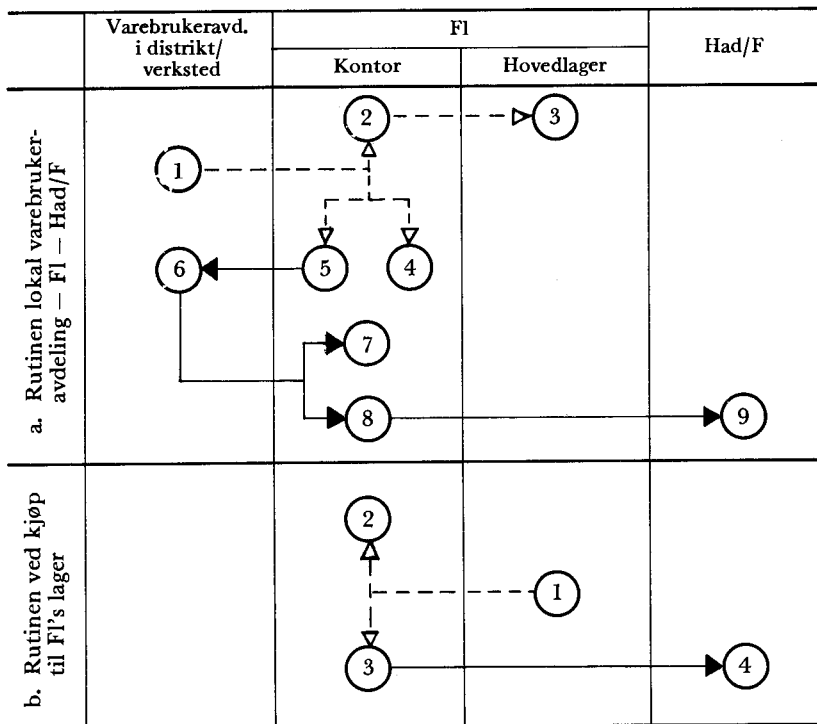 Varebrukeravd.
i distrikt/
verksted
Fl
Kontor
Hovedlager
Had/F
a. Rutinen lokal varebruker-
avdeling — Fl — Had/F
2
3
1
6
5
4
7
8
9
b. Rutinen ved kjøp
til Fl's lager
2
1
3
4